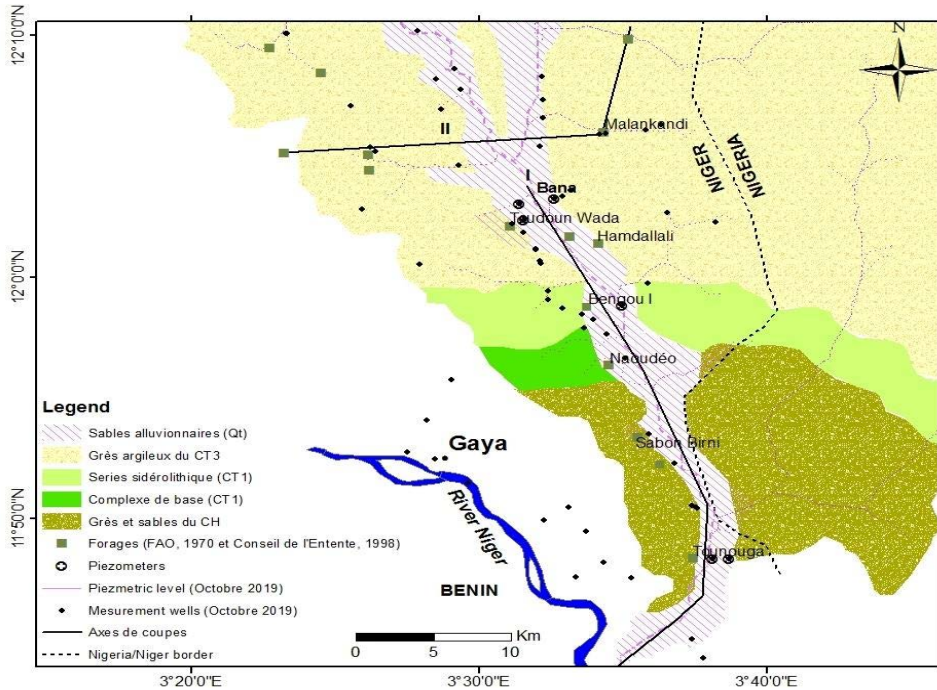 12°10'0"N
N
Malankandi
II
NIGER
NIGERIA
I
Bana
Toudoun Wada
Hamdallali
12°0'0"N
Bengou I
Naoudéo
Legend
Sables alluvionnaires (Qt)
Grès argileux du CT3
Series sidérolithique (CT1)
Complexe de base (CT1)
Grès et sables du CH
Forages (FAO, 1970 et Conseil de l'Entente, 1998)
Piezometers
Piezmetric level (Octobre 2019)
Mesurement wells (Octobre 2019)
Axes de coupes
Nigeria/Niger border
Gaya
Sabon Birni
11°50'0"N
River Niger
Tounouga
BENIN
Km
0 5 10
3°20'0"E 3°30'0"E 3°40'0"E